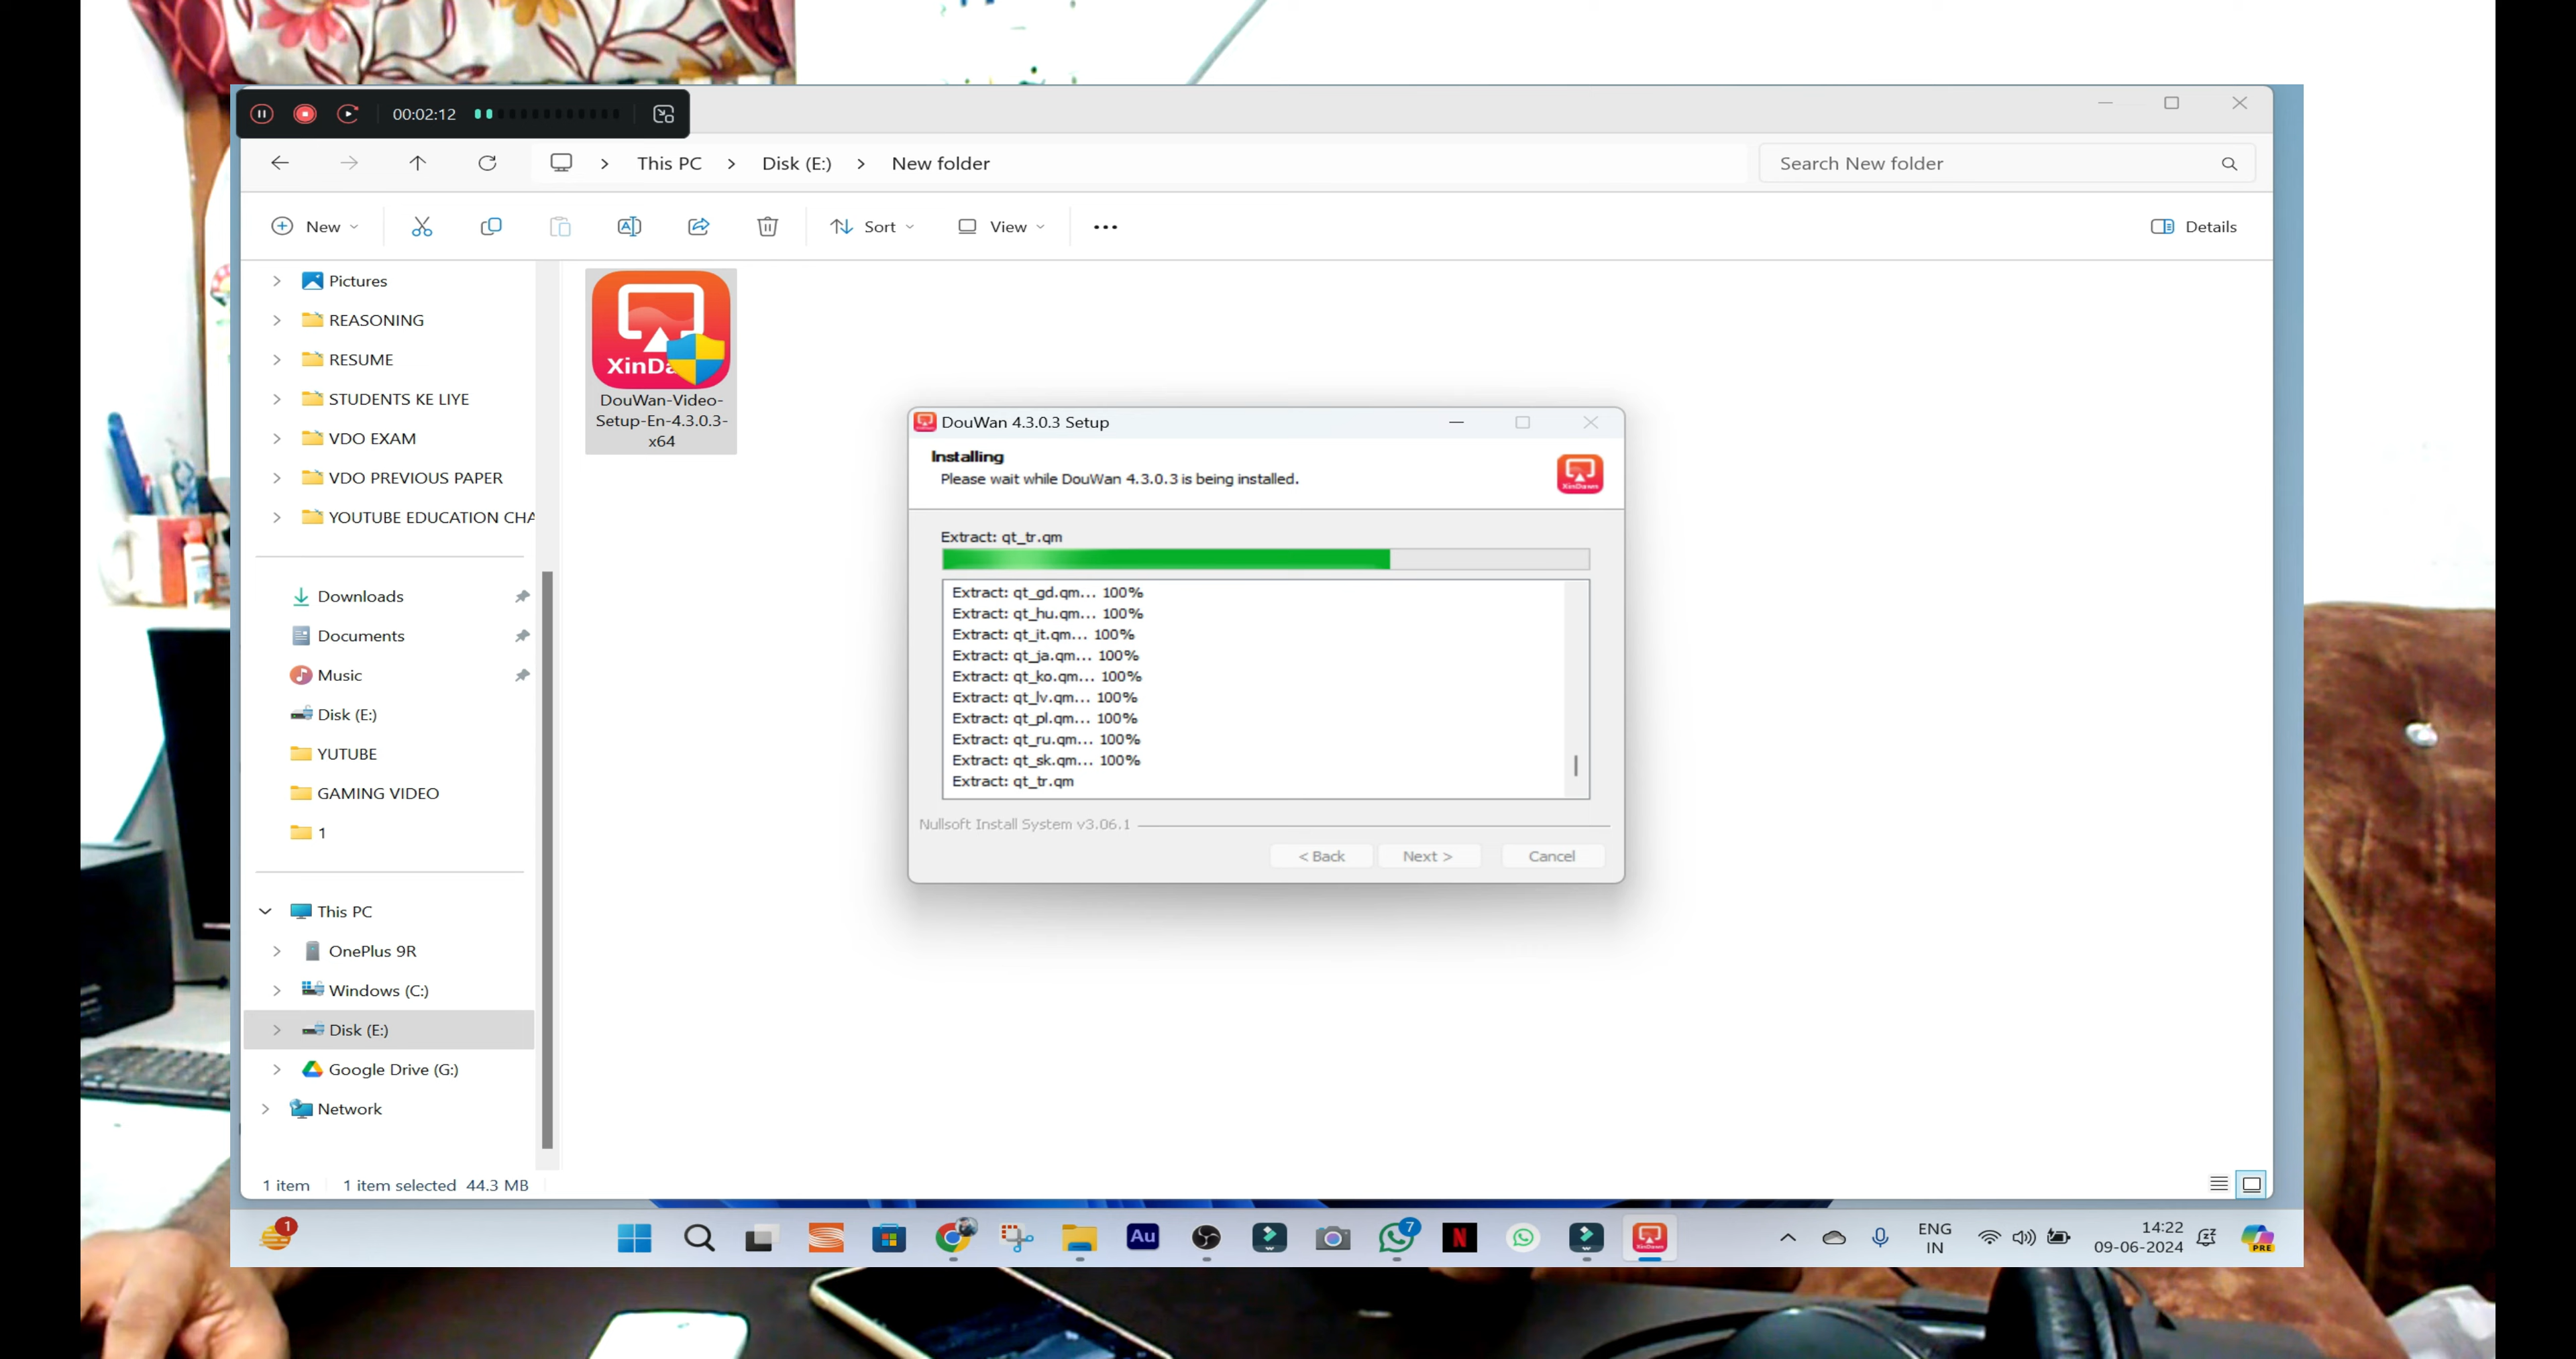 00:02:12
This PC > Disk (E:) > New folder
Search New folder
New
Sort
View
Details
Pictures
REASONING
RESUME
STUDENTS KE LIYE
VDO EXAM
VDO PREVIOUS PAPER
YOUTUBE EDUCATION CHA
Downloads
Documents
Music
Disk (E:)
YUTUBE
GAMING VIDEO
1
This PC
OnePlus 9R
Windows (C:)
Disk (E:)
Google Drive (G:)
Network
DouWan-Video-
Setup-En-4.3.0.3-
x64
DouWan 4.3.0.3 Setup
Installing
Please wait while DouWan 4.3.0.3 is being installed.
XinDawn
Extract: qt_tr.qm
Extract: qt_gd.qm... 100%
Extract: qt_hu.qm... 100%
Extract: qt_it.qm... 100%
Extract: qt_ja.qm... 100%
Extract: qt_ko.qm... 100%
Extract: qt_lv.qm... 100%
Extract: qt_pl.qm... 100%
Extract: qt_ru.qm... 100%
Extract: qt_sk.qm... 100%
Extract: qt_tr.qm
Nullsoft Install System v3.06.1
< Back
Next >
Cancel
1 item
1 item selected 44.3 MB
1
Au
7
N
ENG
IN
14:22
09-06-2024
PRE